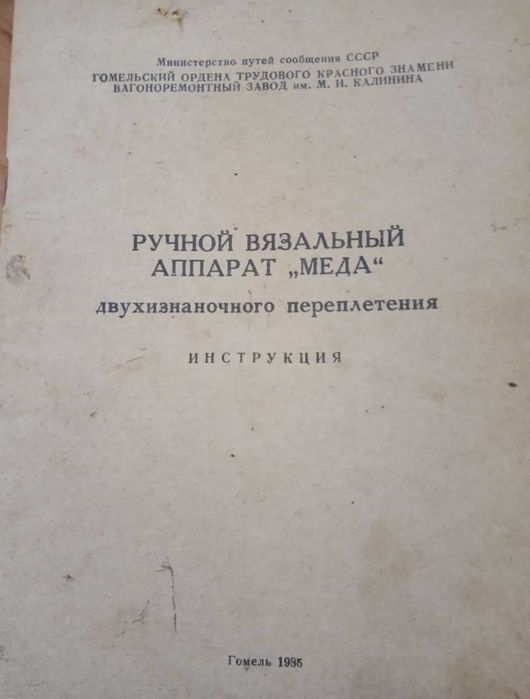 Министерство путей сообщения СССР
ГОМЕЛЬСКИЙ ОРДЕНА ТРУДОВОГО КРАСНОГО ЗНАМЕНИ
ВАГОНОРЕМОНТНЫЙ ЗАВОД им. М. И. КАЛИНИНА
РУЧНОЙ ВЯЗАЛЬНЫЙ
АППАРАТ „МЕДА“
двухизнаночного переплетения
ИНСТРУКЦИЯ
Гомель 1985